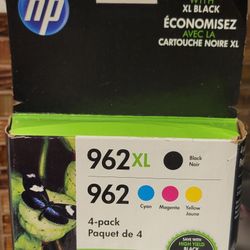 hp
WITH
XL BLACK
ÉCONOMISEZ
AVEC LA
CARTOUCHE NOIRE XL
962XL
Black
Noir
962
Cyan
Magenta
Yellow
Jaune
4-pack
Paquet de 4